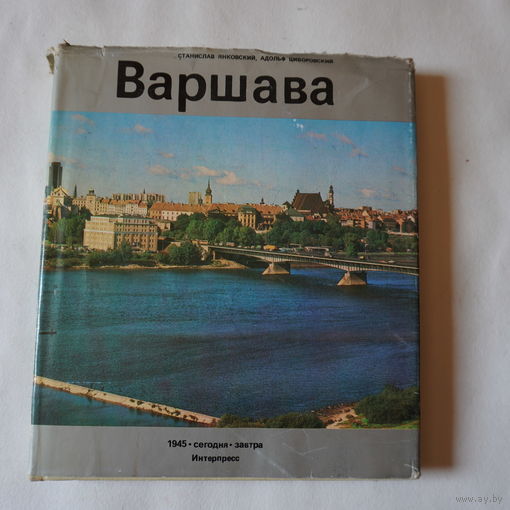 СТАНИСЛАВ ЯНКОВСКИЙ, АДОЛЬФ ЦИБОРОВСКИЙ
Варшава
1945 • сегодня • завтра
Интерпресс
www.ay.by